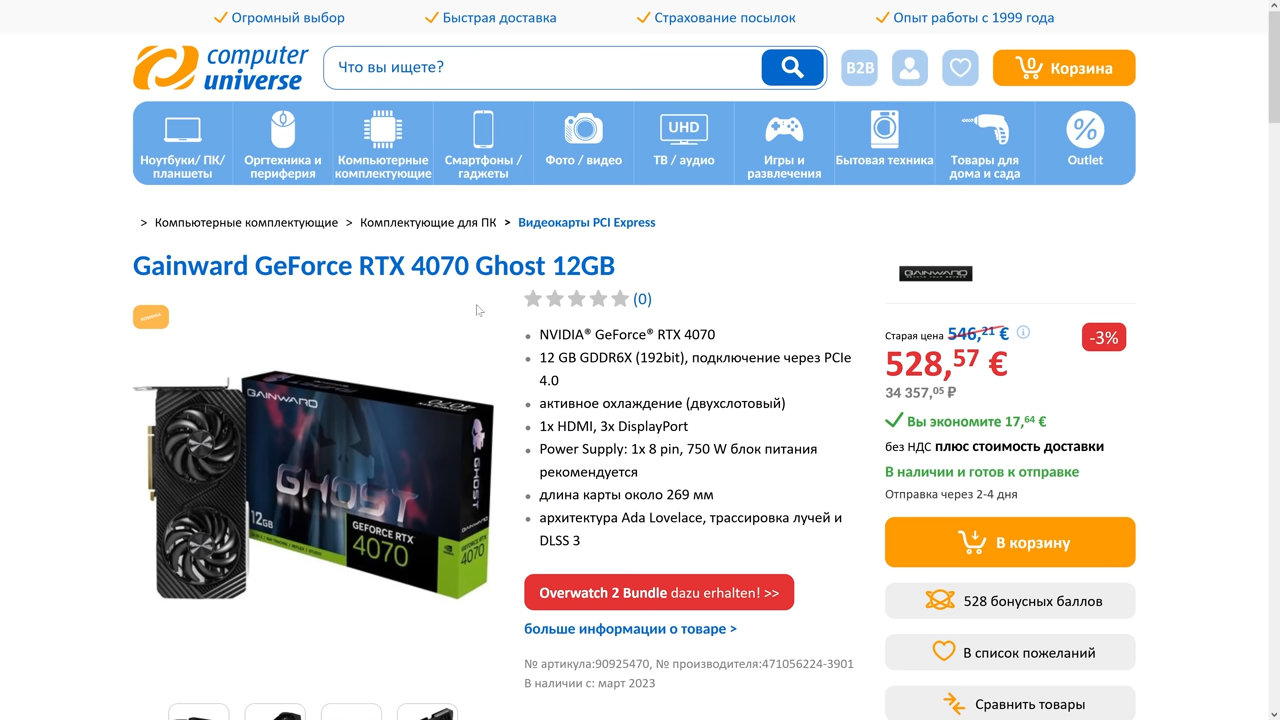 Огромный выбор
Быстрая доставка
Страхование посылок
Опыт работы с 1999 года
computer
universe
Что вы ищете?
B2B
0
Корзина
UHD
%
Ноутбуки/ ПК/
планшеты
Оргтехника и
периферия
Компьютерные
комплектующие
Смартфоны /
гаджеты
Фото / видео
ТВ / аудио
Игры и
развлечения
Бытовая техника
Товары для
дома и сада
Outlet
> Компьютерные комплектующие > Комплектующие для ПК > Видеокарты PCI Express
Gainward GeForce RTX 4070 Ghost 12GB
GAINWARD
(0)
NVIDIA® GeForce® RTX 4070
12 GB GDDR6X (192bit), подключение через PCIe
4.0
активное охлаждение (двухслотовый)
1x HDMI, 3x DisplayPort
Power Supply: 1x 8 pin, 750 W блок питания
рекомендуется
длина карты около 269 мм
архитектура Ada Lovelace, трассировка лучей и
DLSS 3
Overwatch 2 Bundle dazu erhalten! >>
больше информации о товаре >
№ артикула:90925470, № производителя:471056224-3901
В наличии с: март 2023
GAINWARD
4070
GHOST
GHOST
12GB
GEFORCE RTX
4070
4070
Старая цена 546,21 €
-3%
528,57 €
34 357,05 ₽
Вы экономите 17,64 €
без НДС плюс стоимость доставки
В наличии и готов к отправке
Отправка через 2-4 дня
В корзину
528 бонусных баллов
В список пожеланий
Сравнить товары